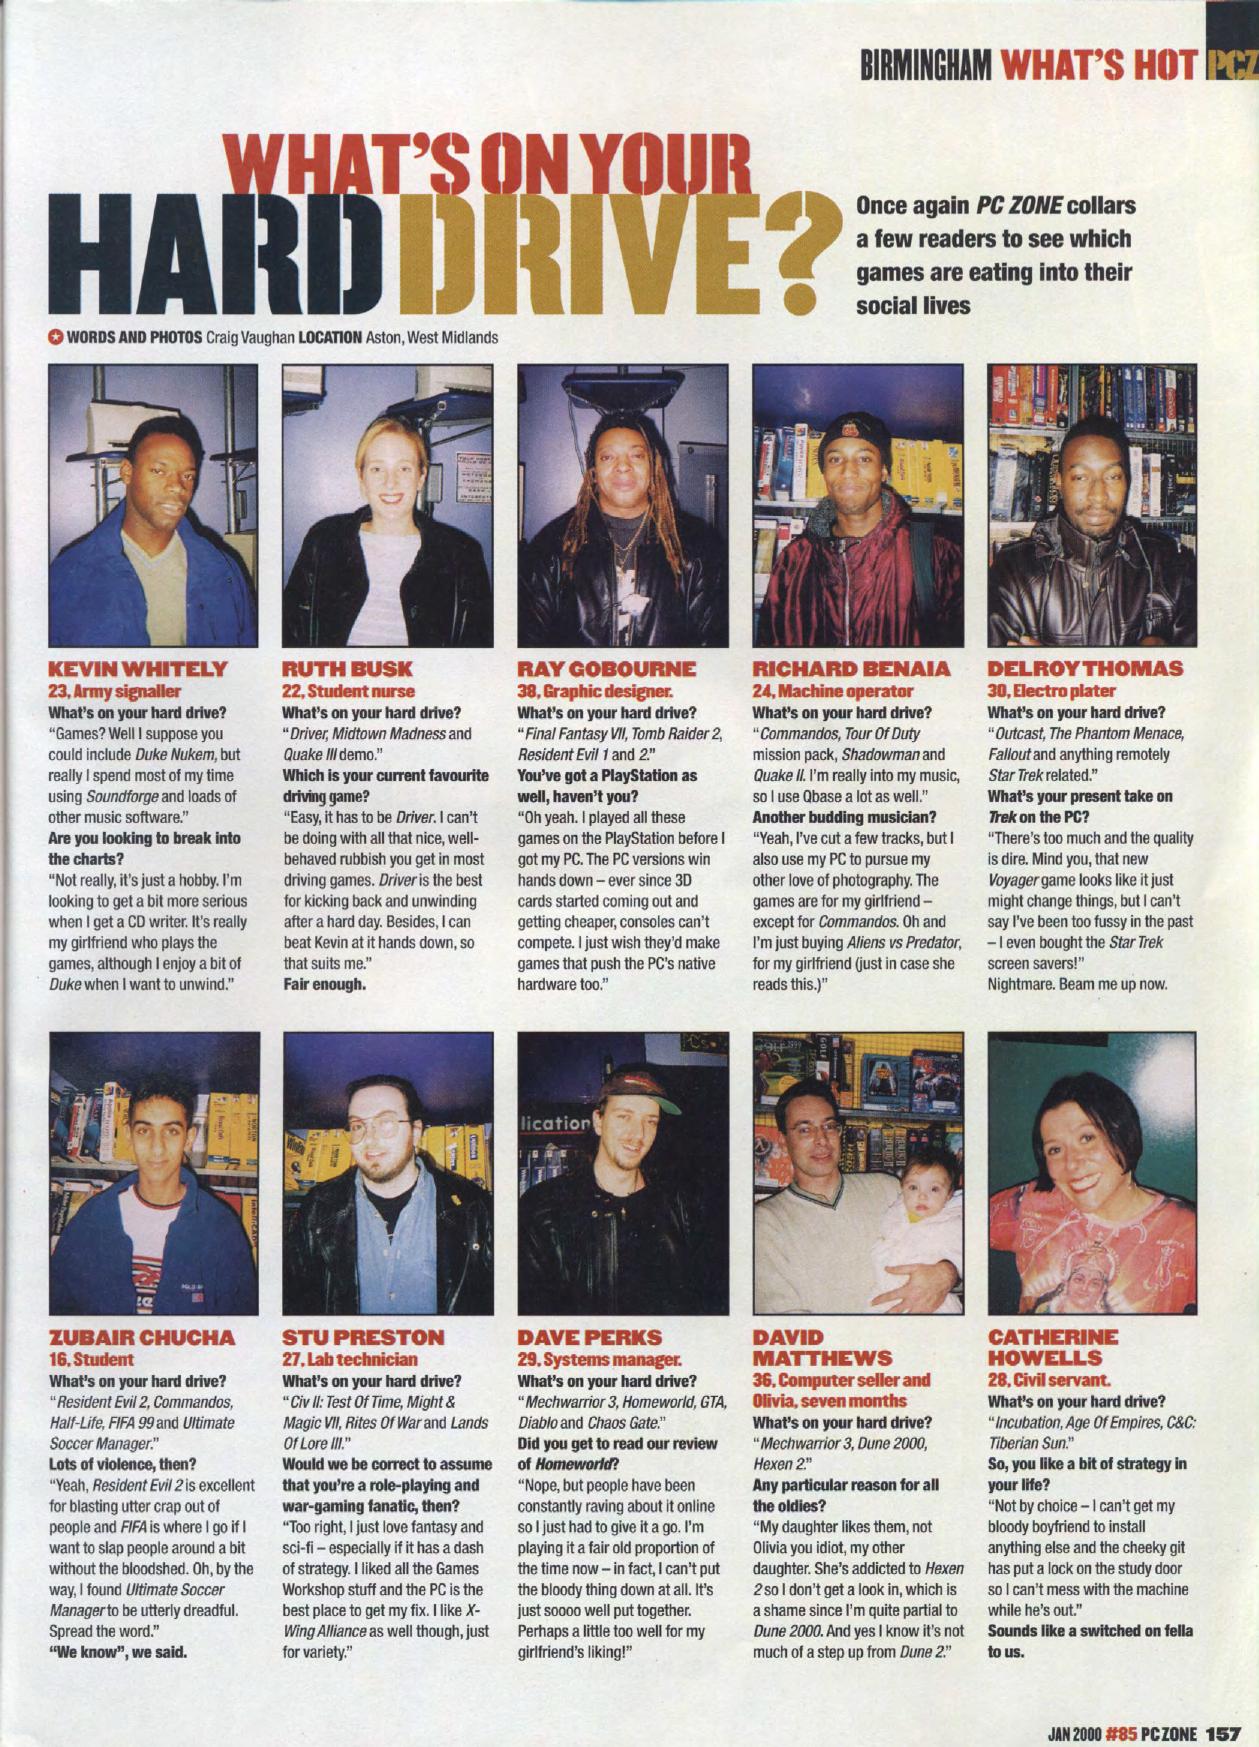 BIRMINGHAM WHAT'S HOT PCZ
WHAT'S ON YOUR
HARD DRIVE?
Once again PC ZONE collars
a few readers to see which
games are eating into their
social lives
WORDS AND PHOTOS Craig Vaughan LOCATION Aston, West Midlands
KEVIN WHITELY
23, Army signaller
What's on your hard drive?
"Games? Well I suppose you
could include Duke Nukem, but
really I spend most of my time
using Soundforge and loads of
other music software."
Are you looking to break into
the charts?
"Not really, it's just a hobby. I'm
looking to get a bit more serious
when I get a CD writer. It's really
my girlfriend who plays the
games, although I enjoy a bit of
Duke when I want to unwind."
RUTH BUSK
22, Student nurse
What's on your hard drive?
"Driver, Midtown Madness and
Quake III demo."
Which is your current favourite
driving game?
"Easy, it has to be Driver. I can't
be doing with all that nice, well-
behaved rubbish you get in most
driving games. Driver is the best
for kicking back and unwinding
after a hard day. Besides, I can
beat Kevin at it hands down, so
that suits me."
Fair enough.
RAY GOBOURNE
38, Graphic designer.
What's on your hard drive?
"Final Fantasy VII, Tomb Raider 2,
Resident Evil 1 and 2."
You've got a PlayStation as
well, haven't you?
"Oh yeah. I played all these
games on the PlayStation before I
got my PC. The PC versions win
hands down – ever since 3D
cards started coming out and
getting cheaper, consoles can't
compete. I just wish they'd make
games that push the PC's native
hardware too."
RICHARD BENAIA
24, Machine operator
What's on your hard drive?
"Commandos, Tour Of Duty
mission pack, Shadowman and
Quake II. I'm really into my music,
so I use Qbase a lot as well."
Another budding musician?
"Yeah, I've cut a few tracks, but I
also use my PC to pursue my
other love of photography. The
games are for my girlfriend –
except for Commandos. Oh and
I'm just buying Aliens vs Predator,
for my girlfriend (just in case she
reads this.)"
DELROY THOMAS
30, Electro plater
What's on your hard drive?
"Outcast, The Phantom Menace,
Fallout and anything remotely
Star Trek related."
What's your present take on
Trek on the PC?
"There's too much and the quality
is dire. Mind you, that new
Voyager game looks like it just
might change things, but I can't
say I've been too fussy in the past
– I even bought the Star Trek
screen savers!"
Nightmare. Beam me up now.
lication
ZUBAIR CHUCHA
16, Student
What's on your hard drive?
"Resident Evil 2, Commandos,
Half-Life, FIFA 99 and Ultimate
Soccer Manager."
Lots of violence, then?
"Yeah, Resident Evil 2 is excellent
for blasting utter crap out of
people and FIFA is where I go if I
want to slap people around a bit
without the bloodshed. Oh, by the
way, I found Ultimate Soccer
Manager to be utterly dreadful.
Spread the word."
"We know", we said.
STU PRESTON
27, Lab technician
What's on your hard drive?
"Civ II: Test Of Time, Might &
Magic VII, Rites Of War and Lands
Of Lore III."
Would we be correct to assume
that you're a role-playing and
war-gaming fanatic, then?
"Too right, I just love fantasy and
sci-fi – especially if it has a dash
of strategy. I liked all the Games
Workshop stuff and the PC is the
best place to get my fix. I like X-
Wing Alliance as well though, just
for variety."
DAVE PERKS
29, Systems manager.
What's on your hard drive?
"Mechwarrior 3, Homeworld, GTA,
Diablo and Chaos Gate."
Did you get to read our review
of Homeworld?
"Nope, but people have been
constantly raving about it online
so I just had to give it a go. I'm
playing it a fair old proportion of
the time now – in fact, I can't put
the bloody thing down at all. It's
just soooo well put together.
Perhaps a little too well for my
girlfriend's liking!"
DAVID
MATTHEWS
36, Computer seller and
Olivia, seven months
What's on your hard drive?
"Mechwarrior 3, Dune 2000,
Hexen 2."
Any particular reason for all
the oldies?
"My daughter likes them, not
Olivia you idiot, my other
daughter. She's addicted to Hexen
2 so I don't get a look in, which is
a shame since I'm quite partial to
Dune 2000. And yes I know it's not
much of a step up from Dune 2."
CATHERINE
HOWELLS
28, Civil servant.
What's on your hard drive?
"Incubation, Age Of Empires, C&C:
Tiberian Sun."
So, you like a bit of strategy in
your life?
"Not by choice – I can't get my
bloody boyfriend to install
anything else and the cheeky git
has put a lock on the study door
so I can't mess with the machine
while he's out."
Sounds like a switched on fella
to us.
JAN 2000 #85 PC ZONE 157